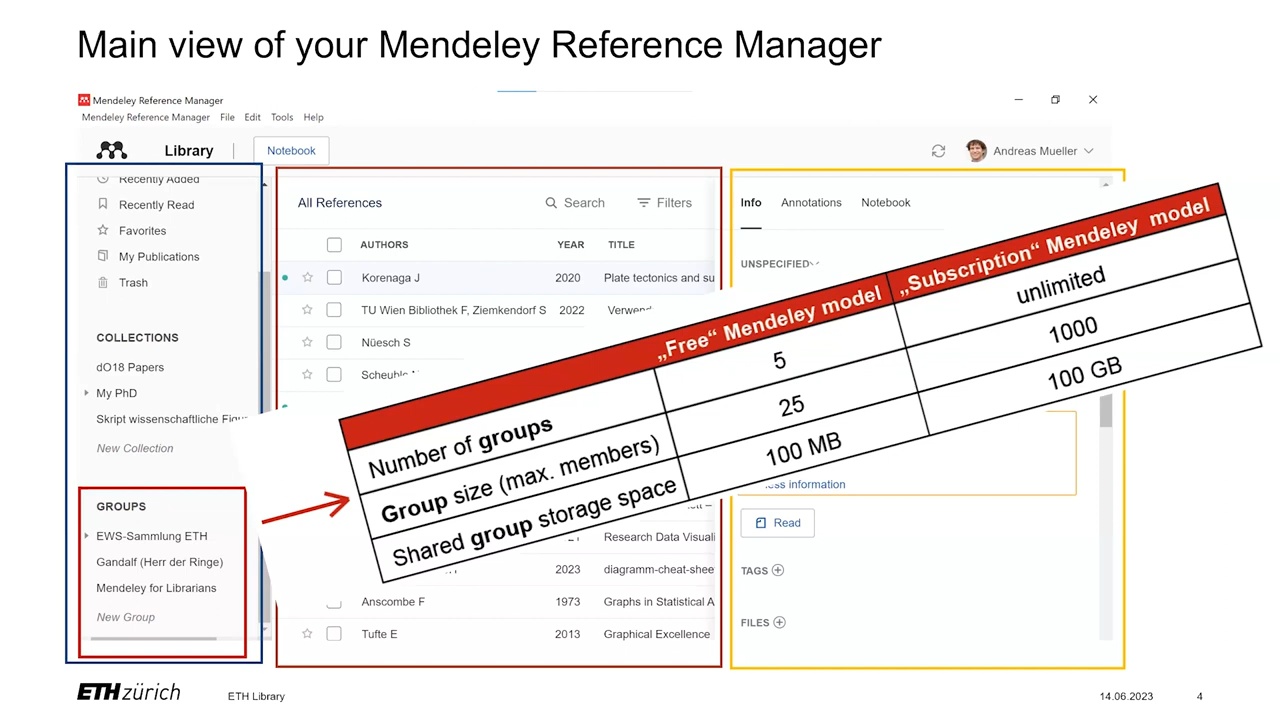 Main view of your Mendeley Reference Manager
Mendeley Reference Manager
Mendeley Reference Manager File Edit Tools Help
Library
Notebook
Andreas Mueller
Recently Added
Recently Read
Favorites
My Publications
Trash
COLLECTIONS
dO18 Papers
My PhD
Skript wissenschaftliche
New Collection
GROUPS
EWS-Sammlung ETH
Gandalf (Herr der Ringe)
Mendeley for Librarians
New Group
All References
Search
Filters
AUTHORS YEAR TITLE
Korenaga J 2020 Plate tectonics and
TU Wien Bibliothek F, Ziemkendorf S 2022
Nüesch S
Research Data
2023 diagramm-cheat-
Anscombe F 1973 Graphs in Statistical
Tufte E 2013 Graphical Excellence
Info Annotations Notebook
UNSPECIFIED
information
Read
TAGS
FILES
„Free“ Mendeley model „Subscription“ Mendeley model
Number of groups 5 unlimited
Group size (max. members) 25 1000
Shared group storage space 100 MB 100 GB
ETH zürich
ETH Library
14.06.2023
4